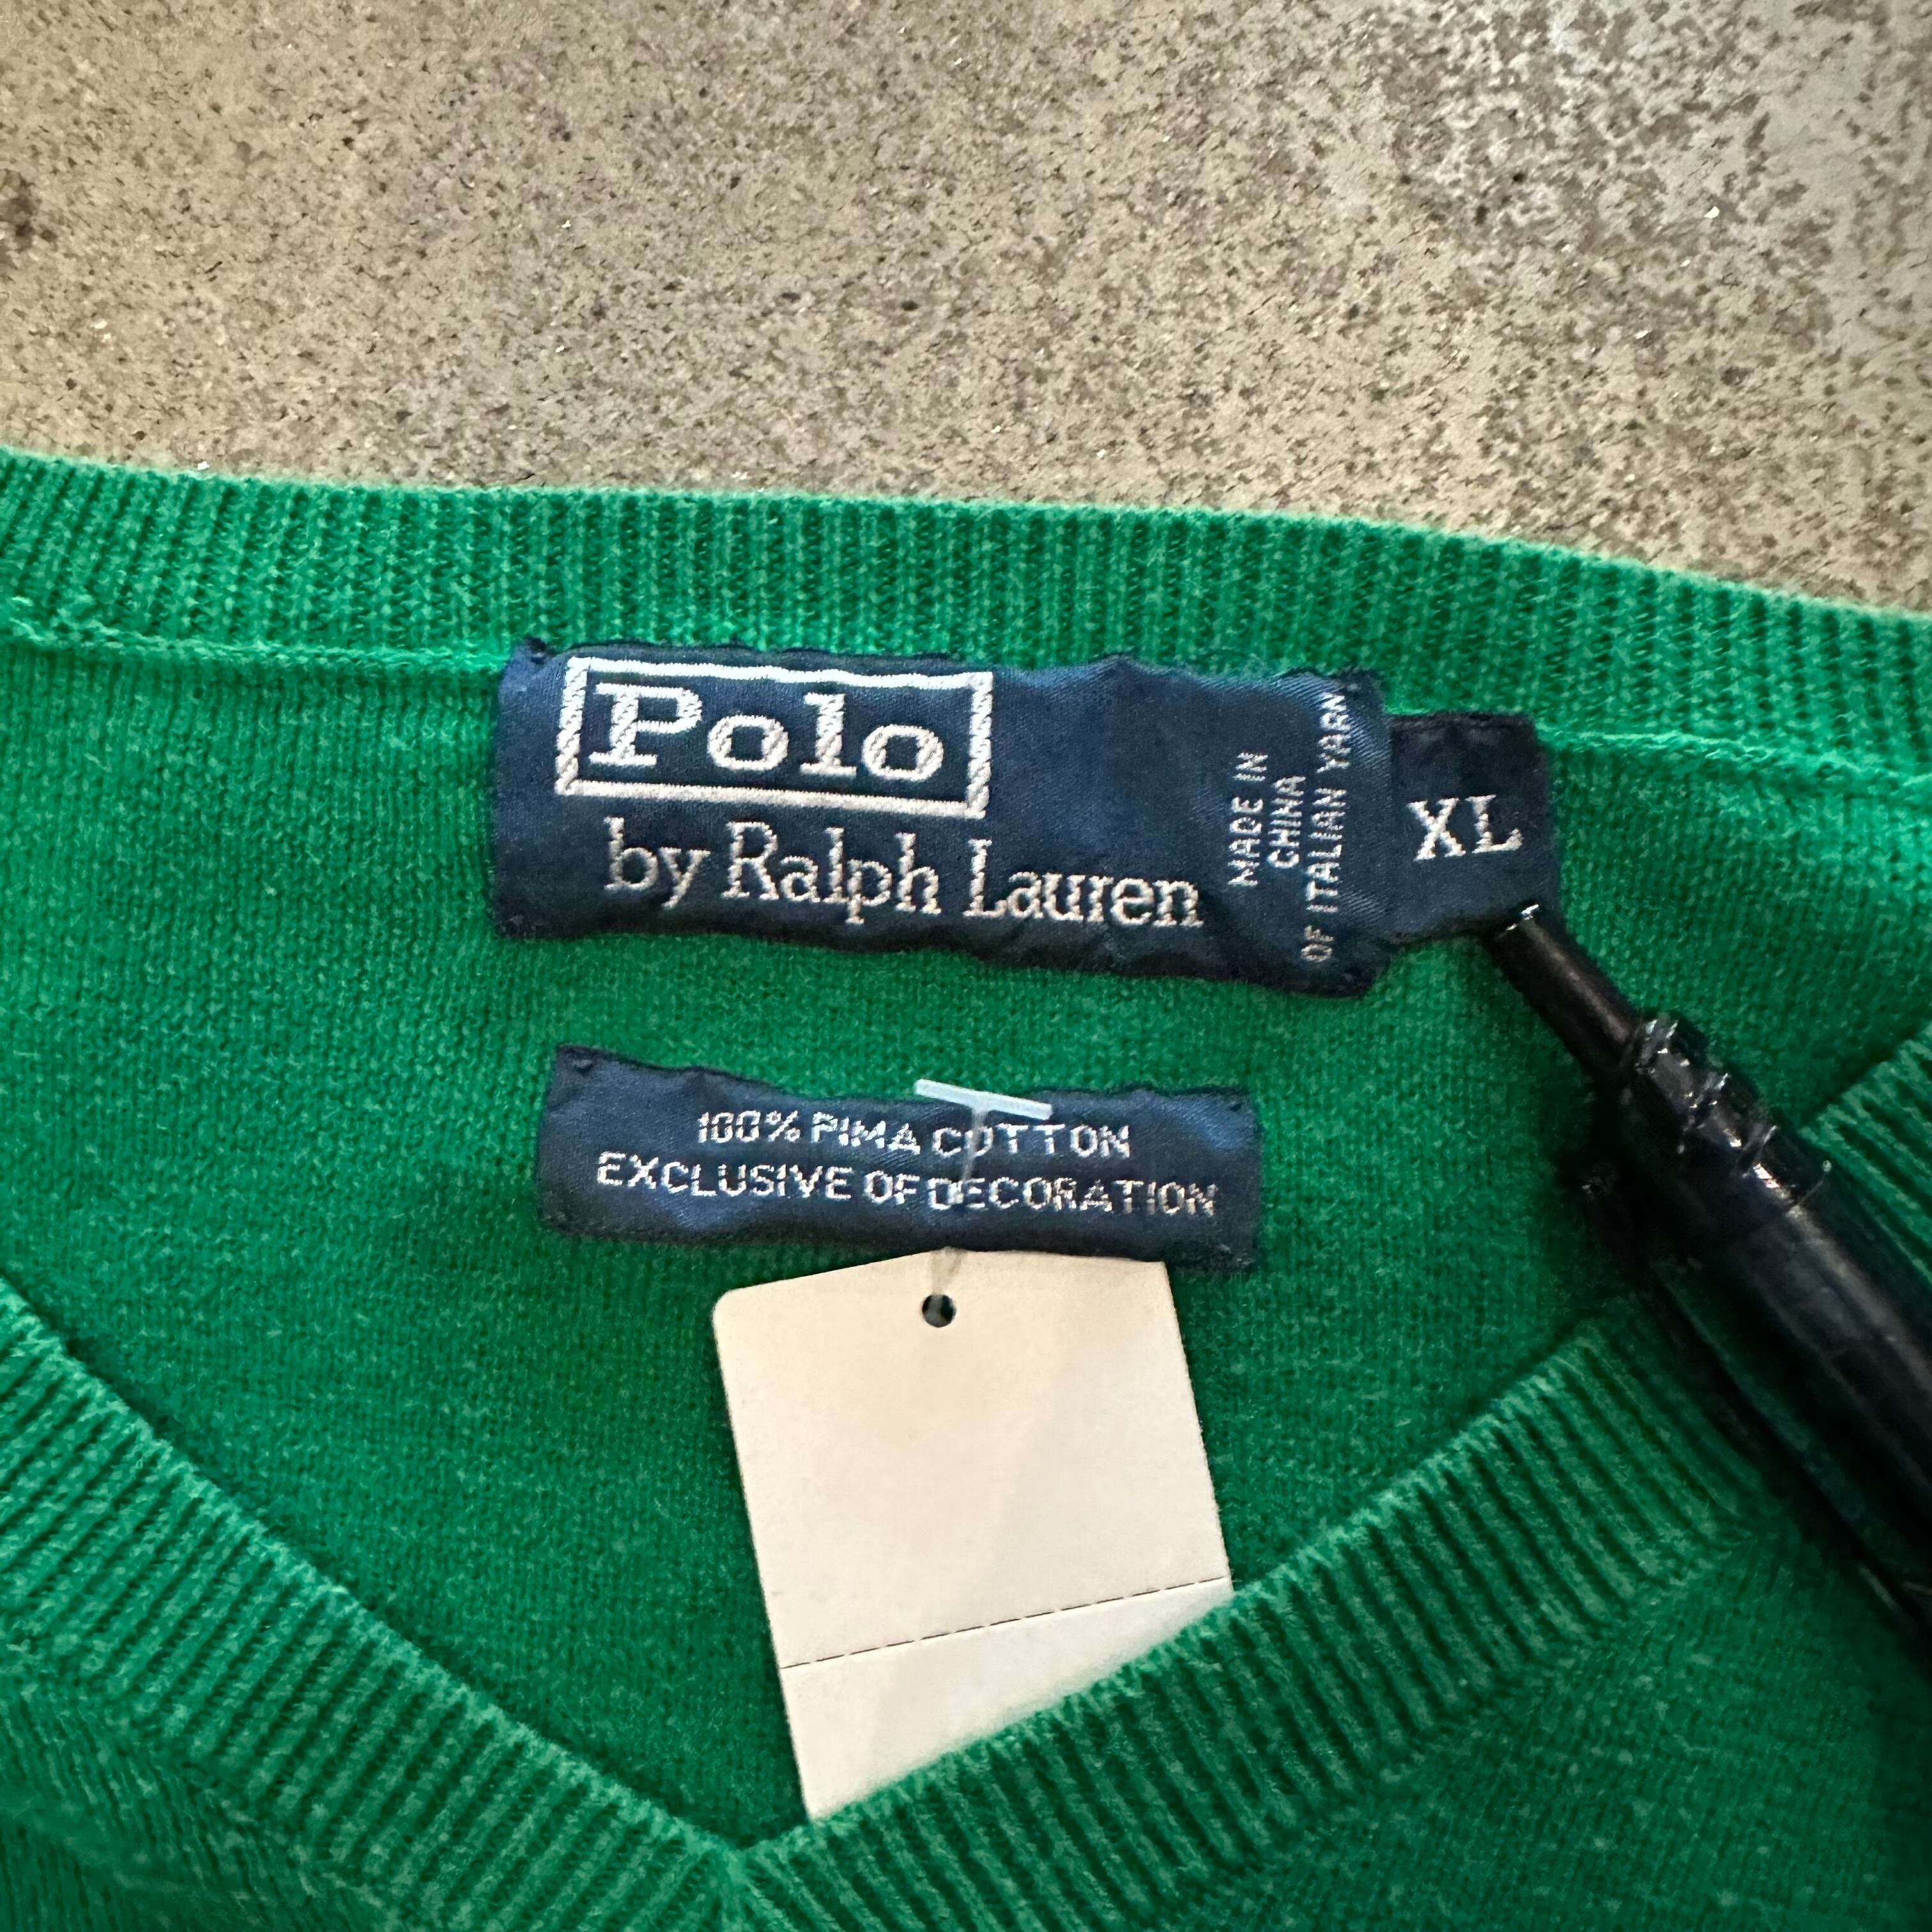 Polo
by Ralph Lauren
MADE IN
CHINA
OF ITALIAN YARN
XL
100% PIMA COTTON
EXCLUSIVE OF DECORATION